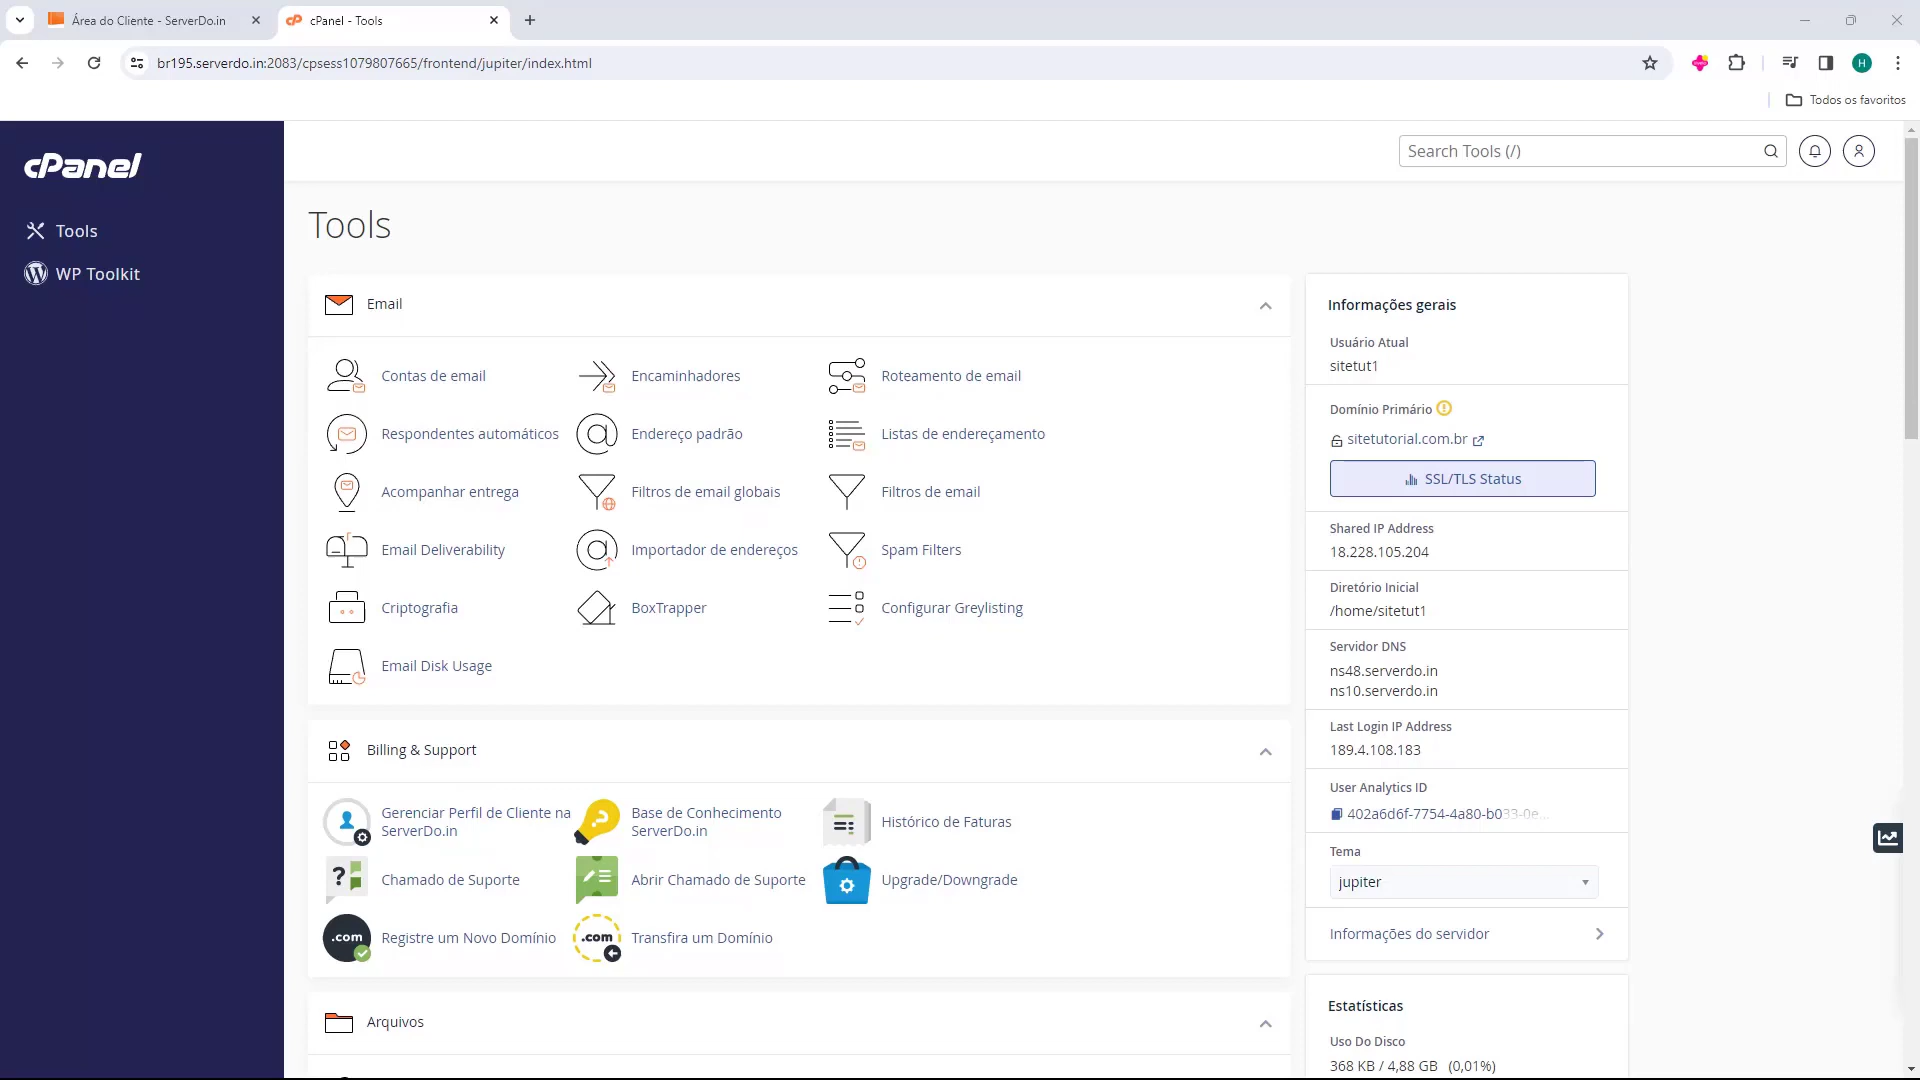 Área do Cliente - ServerDo.in
cPanel - Tools
br195.serverdo.in:2083/cpsess1079807665/frontend/jupiter/index.html
H
Todos os favoritos
cPanel
Search Tools (/)
Tools
WP Toolkit
Tools
Email
Contas de email
Encaminhadores
Roteamento de email
Respondentes automáticos
Endereço padrão
Listas de endereçamento
Acompanhar entrega
Filtros de email globais
Filtros de email
Email Deliverability
Importador de endereços
Spam Filters
Criptografia
BoxTrapper
Configurar Greylisting
Email Disk Usage
Billing & Support
Gerenciar Perfil de Cliente na
ServerDo.in
Base de Conhecimento
ServerDo.in
Histórico de Faturas
Chamado de Suporte
Abrir Chamado de Suporte
Upgrade/Downgrade
.com
Registre um Novo Domínio
.com
Transfira um Domínio
Arquivos
Informações gerais
Usuário Atual
sitetut1
Domínio Primário
sitetutorial.com.br
SSL/TLS Status
Shared IP Address
18.228.105.204
Diretório Inicial
/home/sitetut1
Servidor DNS
ns48.serverdo.in
ns10.serverdo.in
Last Login IP Address
189.4.108.183
User Analytics ID
402a6d6f-7754-4a80-b033-0e...
Tema
jupiter
Informações do servidor
Estatísticas
Uso Do Disco
368 KB / 4,88 GB (0,01%)